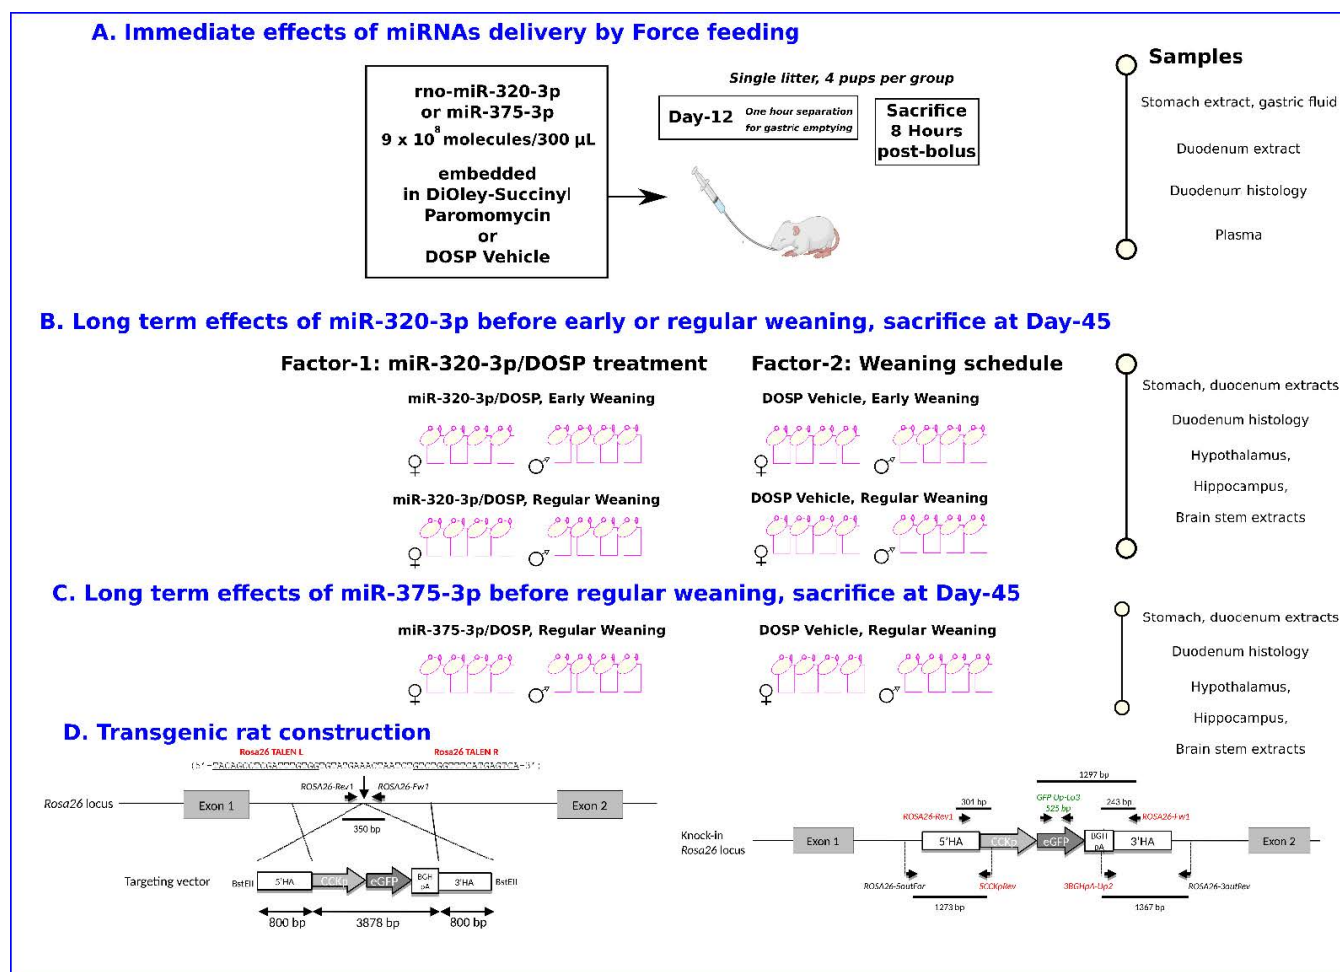 A. Immediate effects of miRNAs delivery by Force feeding
rno-miR-320-3p
or miR-375-3p
9 x 10⁸ molecules/300 µL
embedded
in DiOley-Succinyl
Paromomycin
or
DOSP Vehicle
Single litter, 4 pups per group
Day-12
One hour separation
for gastric emptying
Sacrifice
8 Hours
post-bolus
Samples
Stomach extract, gastric fluid
Duodenum extract
Duodenum histology
Plasma
B. Long term effects of miR-320-3p before early or regular weaning, sacrifice at Day-45
Factor-1: miR-320-3p/DOSP treatment
Factor-2: Weaning schedule
miR-320-3p/DOSP, Early Weaning
DOSP Vehicle, Early Weaning
♀ ♂ ♀ ♂
miR-320-3p/DOSP, Regular Weaning
DOSP Vehicle, Regular Weaning
♀ ♂ ♀ ♂
Stomach, duodenum extracts
Duodenum histology
Hypothalamus,
Hippocampus,
Brain stem extracts
C. Long term effects of miR-375-3p before regular weaning, sacrifice at Day-45
miR-375-3p/DOSP, Regular Weaning
DOSP Vehicle, Regular Weaning
♀ ♂ ♀ ♂
Stomach, duodenum extracts
Duodenum histology
Hypothalamus,
Hippocampus,
Brain stem extracts
D. Transgenic rat construction
Rosa26 TALEN L
Rosa26 TALEN R
ROSA26-Rev1
ROSA26-Fw1
Rosa26 locus
Exon 1
Exon 2
350 bp
Targeting vector
BstEII
5'HA
CCKp
eGFP
BGH
pA
3'HA
BstEII
800 bp
3878 bp
800 bp
1297 bp
301 bp
GFP Up-Lo3
525 bp
243 bp
ROSA26-Rev1
ROSA26-Fw1
Knock-in
Rosa26 locus
Exon 1
5'HA
CCKp
eGFP
BGH
pA
3'HA
Exon 2
ROSA26-5outFor
5CCKpRev
3BGHpA-Up2
ROSA26-3outRev
1273 bp
1367 bp